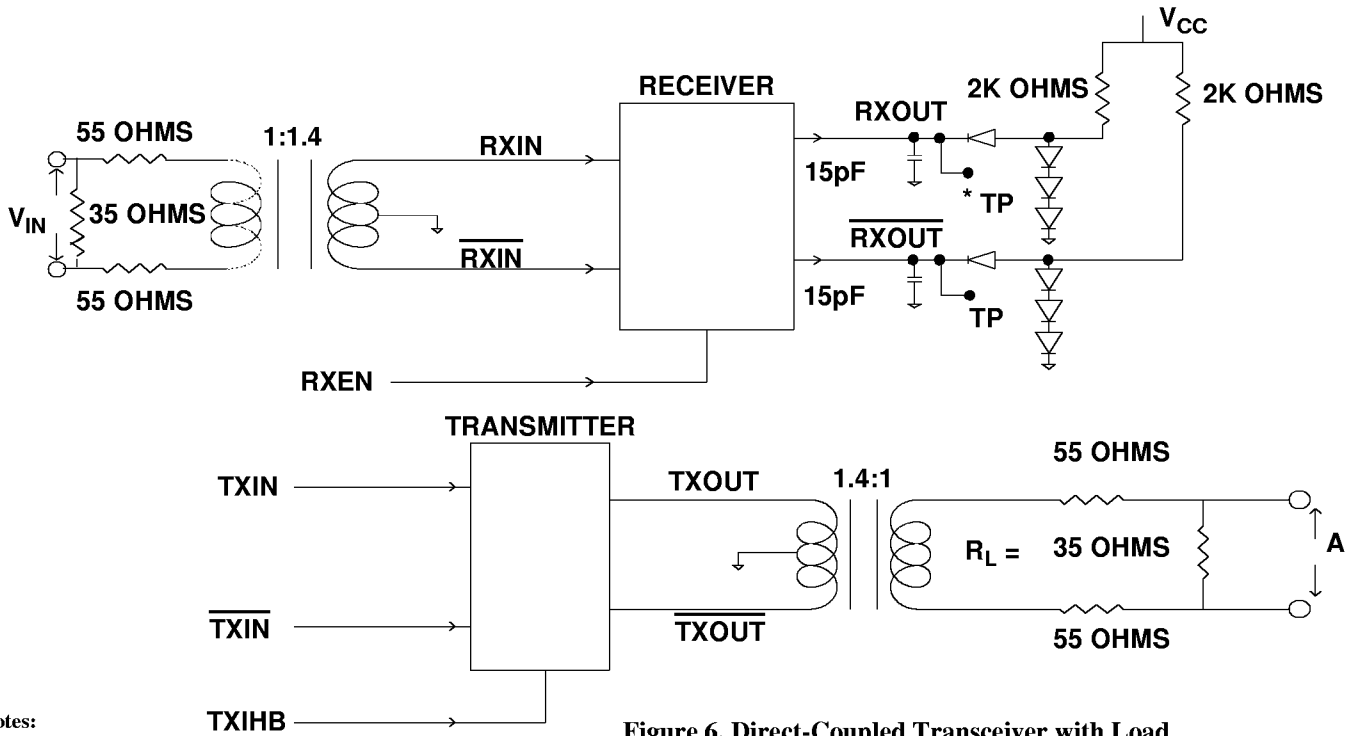 V_CC
RECEIVER
2K OHMS
2K OHMS
RXOUT
55 OHMS
1:1.4
RXIN
15pF
* TP
V_IN
35 OHMS
RXOUT
RXIN
55 OHMS
15pF
TP
RXEN
TRANSMITTER
55 OHMS
TXIN
TXOUT
1.4:1
R_L =
35 OHMS
A
TXIN
TXOUT
55 OHMS
TXIHB
otes:
Figure 6. Direct-Coupled Transceiver with Load